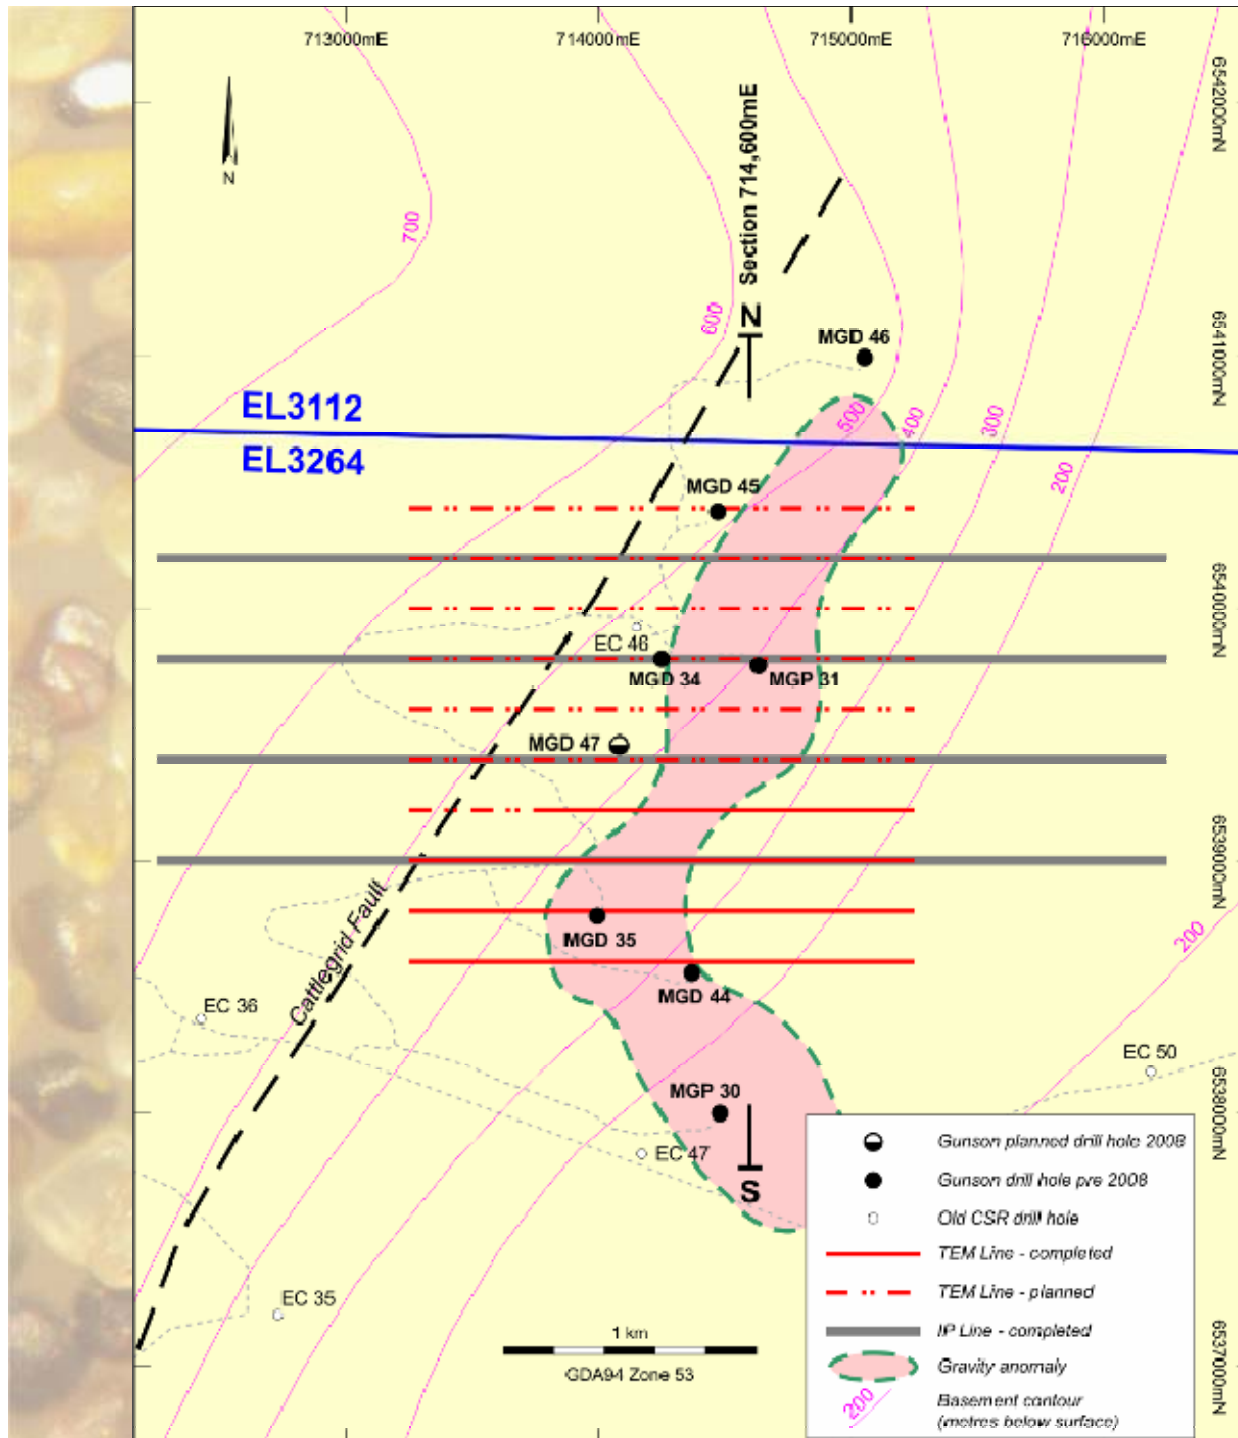 713000mE
714000mE
715000mE
716000mE
6542000mN
N
Section 714,600mE
700
600
N
MGD 46
6541000mN
EL3112
500
400
300
EL3264
200
MGD 45
6540000mN
EC 46
MGD 34
MGP 31
MGD 47
6539000mN
Cattlegrid Fault
MGD 35
200
MGD 44
EC 36
EC 50
MGP 30
6538000mN
EC 47
S
EC 35
1 km
GDA94 Zone 53
6537000mN
Gunson planned drill hole 2008
Gunson drill hole pre 2008
Old CSR drill hole
TEM Line - completed
TEM Line - planned
IP Line - completed
Gravity anomaly
200
Basement contour
(metres below surface)